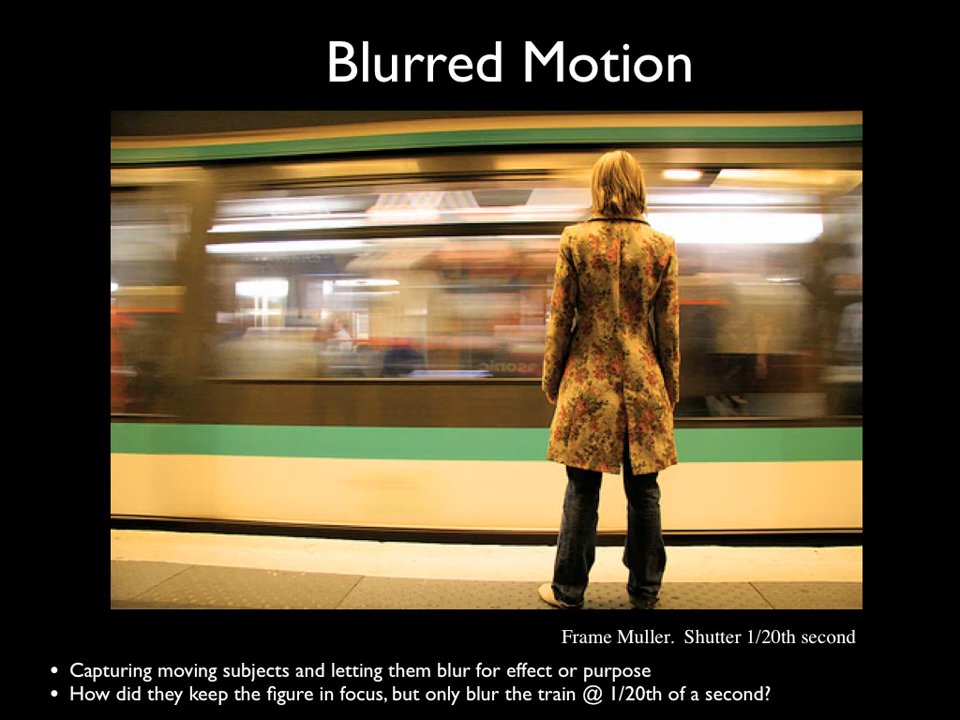 Blurred Motion
Frame Muller.  Shutter 1/20th second
• Capturing moving subjects and letting them blur for effect or purpose
• How did they keep the figure in focus, but only blur the train @ 1/20th of a second?